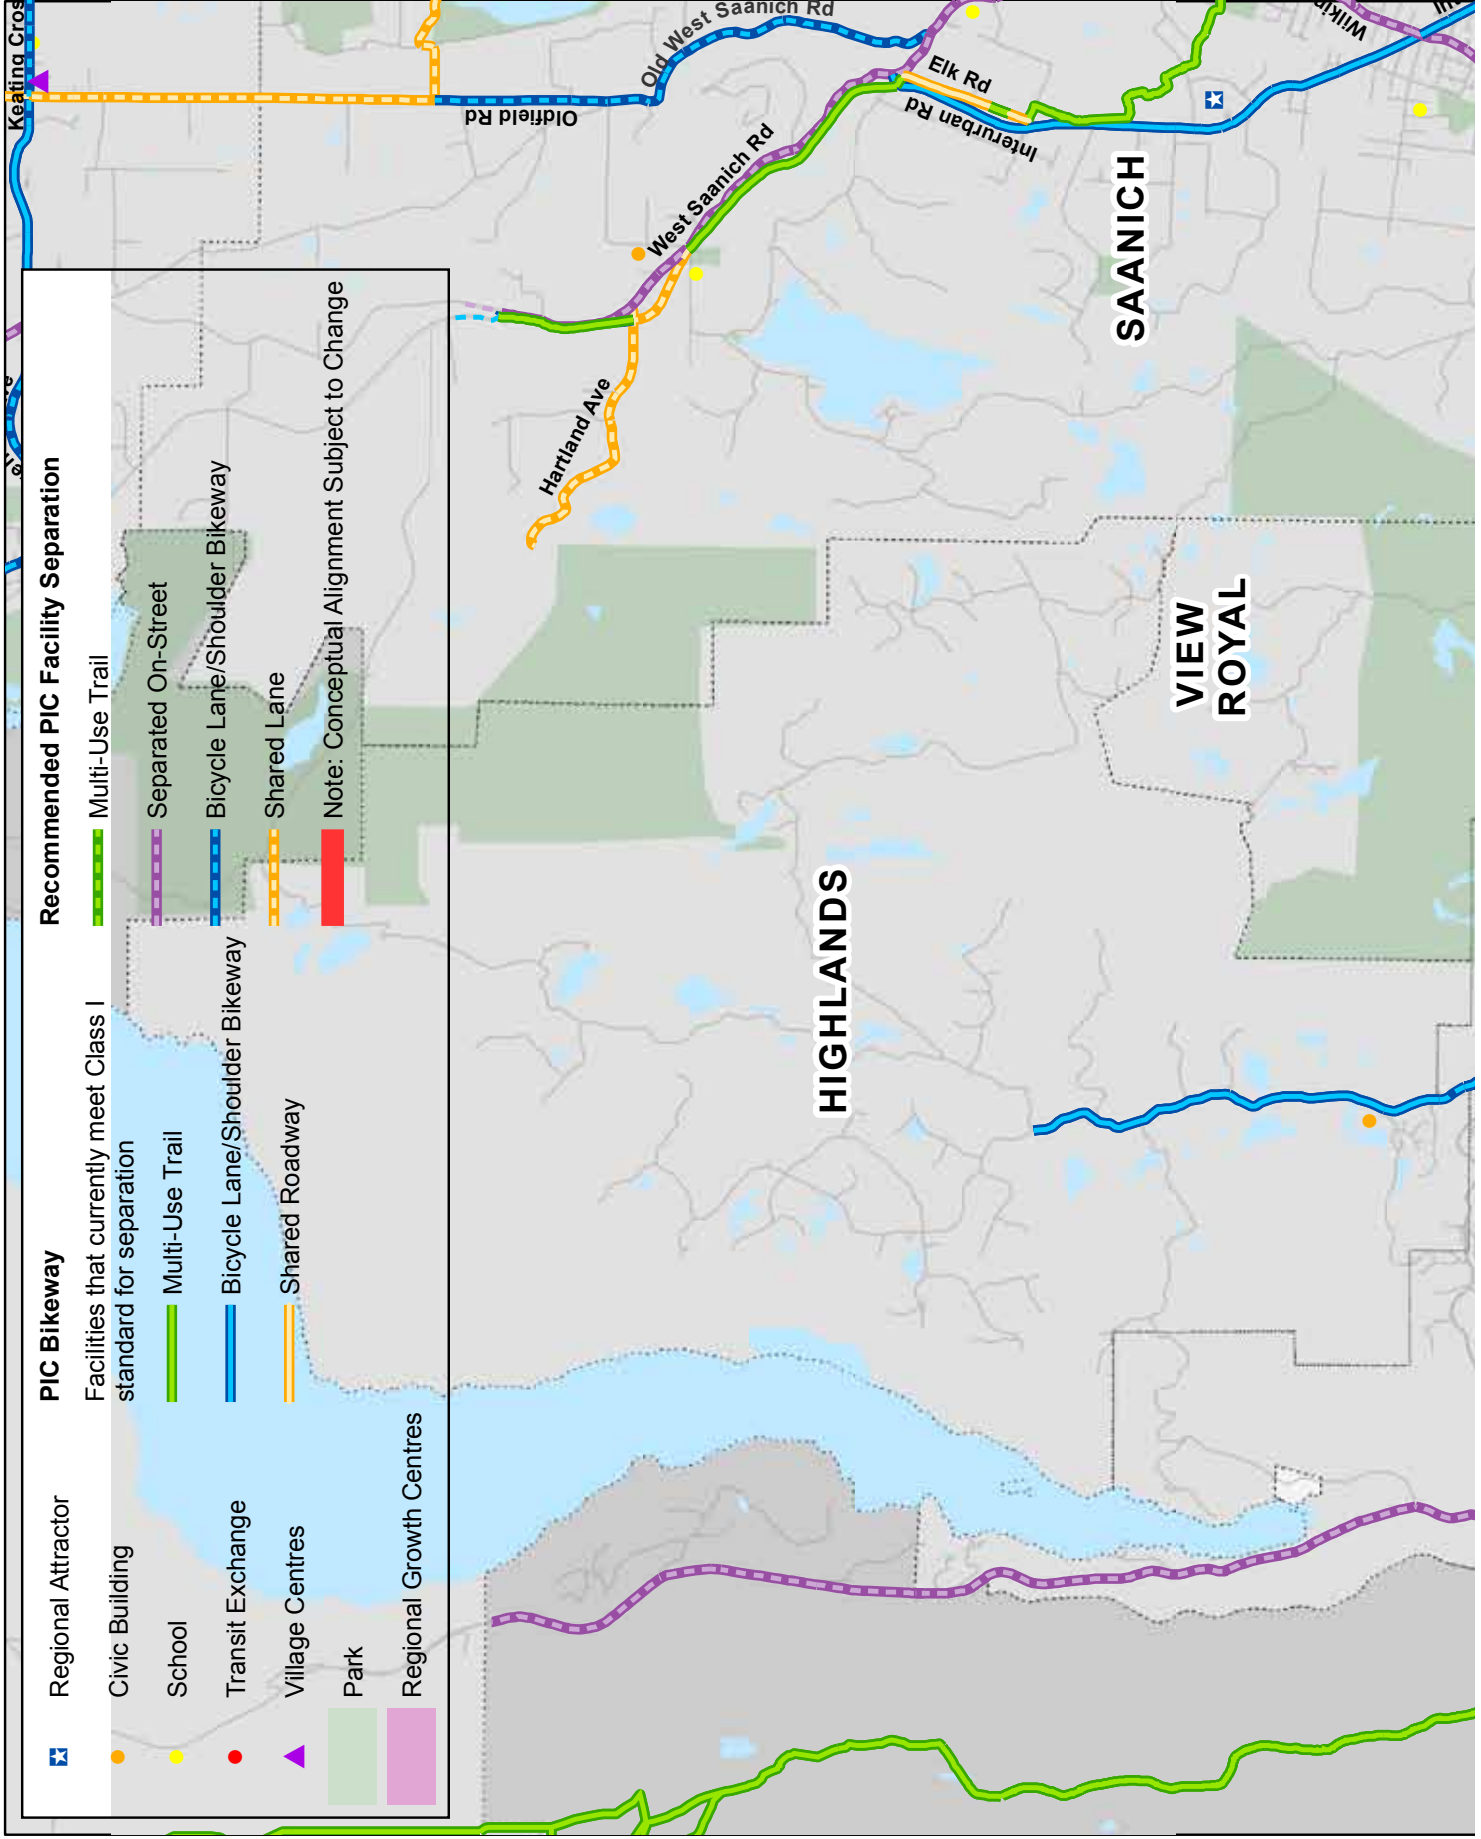 Regional Attractor
Civic Building
School
Transit Exchange
Village Centres
Park
Regional Growth Centres
PIC Bikeway
Facilities that currently meet Class I
standard for separation
Multi-Use Trail
Bicycle Lane/Shoulder Bikeway
Shared Roadway
Recommended PIC Facility Separation
Multi-Use Trail
Separated On-Street
Bicycle Lane/Shoulder Bikeway
Shared Lane
Note: Conceptual Alignment Subject to Change
Keating Cros
Oldfield Rd
Old West Saanich Rd
West Saanich Rd
Elk Rd
Interurban Rd
Hartland Ave
SAANICH
VIEW
ROYAL
HIGHLANDS
Wilkin